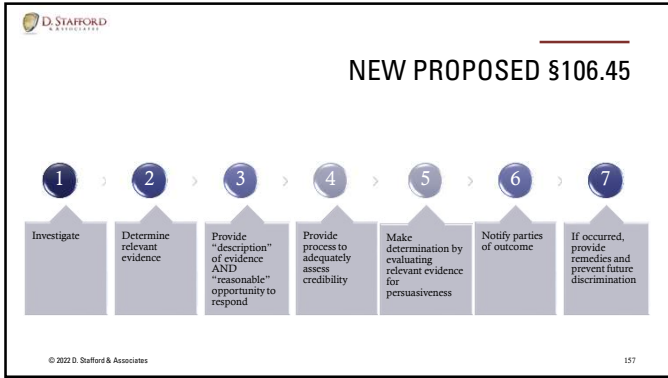 D. STAFFORD
& ASSOCIATES
NEW PROPOSED §106.45
1
2
3
4
5
6
7
Investigate
Determine
relevant
evidence
Provide
“description”
of evidence
AND
“reasonable”
opportunity to
respond
Provide
process to
adequately
assess
credibility
Make
determination by
evaluating
relevant evidence
for
persuasiveness
Notify parties
of outcome
If occurred,
provide
remedies and
prevent future
discrimination
© 2022 D. Stafford & Associates
157